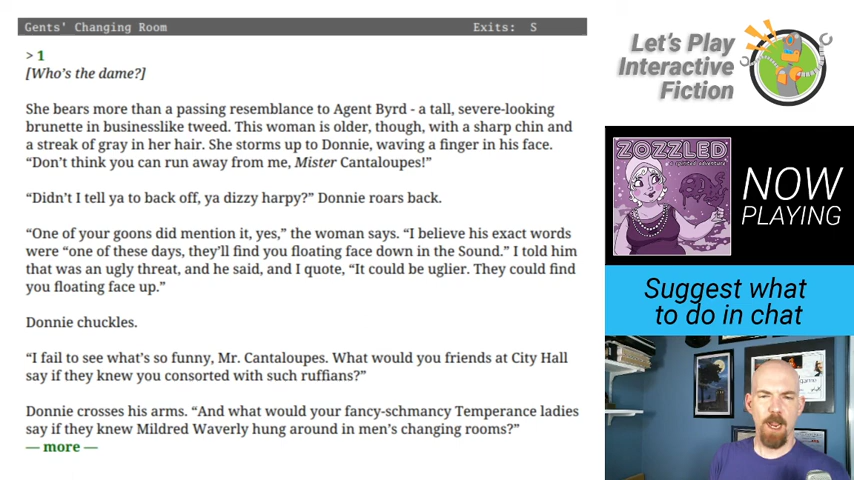 Gents' Changing Room Exits: S
> 1
[Who's the dame?]
She bears more than a passing resemblance to Agent Byrd - a tall, severe-looking
brunette in businesslike tweed. This woman is older, though, with a sharp chin and
a streak of gray in her hair. She storms up to Donnie, waving a finger in his face.
“Don’t think you can run away from me, Mister Cantaloupes!”
“Didn’t I tell ya to back off, ya dizzy harpy?” Donnie roars back.
“One of your goons did mention it, yes,” the woman says. “I believe his exact words
were “one of these days, they’ll find you floating face down in the Sound.” I told him
that was an ugly threat, and he said, and I quote, “It could be uglier. They could find
you floating face up.”
Donnie chuckles.
“I fail to see what’s so funny, Mr. Cantaloupes. What would you friends at City Hall
say if they knew you consorted with such ruffians?”
Donnie crosses his arms. “And what would your fancy-schmancy Temperance ladies
say if they knew Mildred Waverly hung around in men’s changing rooms?”
— more —
Let’s Play
Interactive
Fiction
ZOZZLED
a spirited adventure
NOW
PLAYING
Suggest what
to do in chat